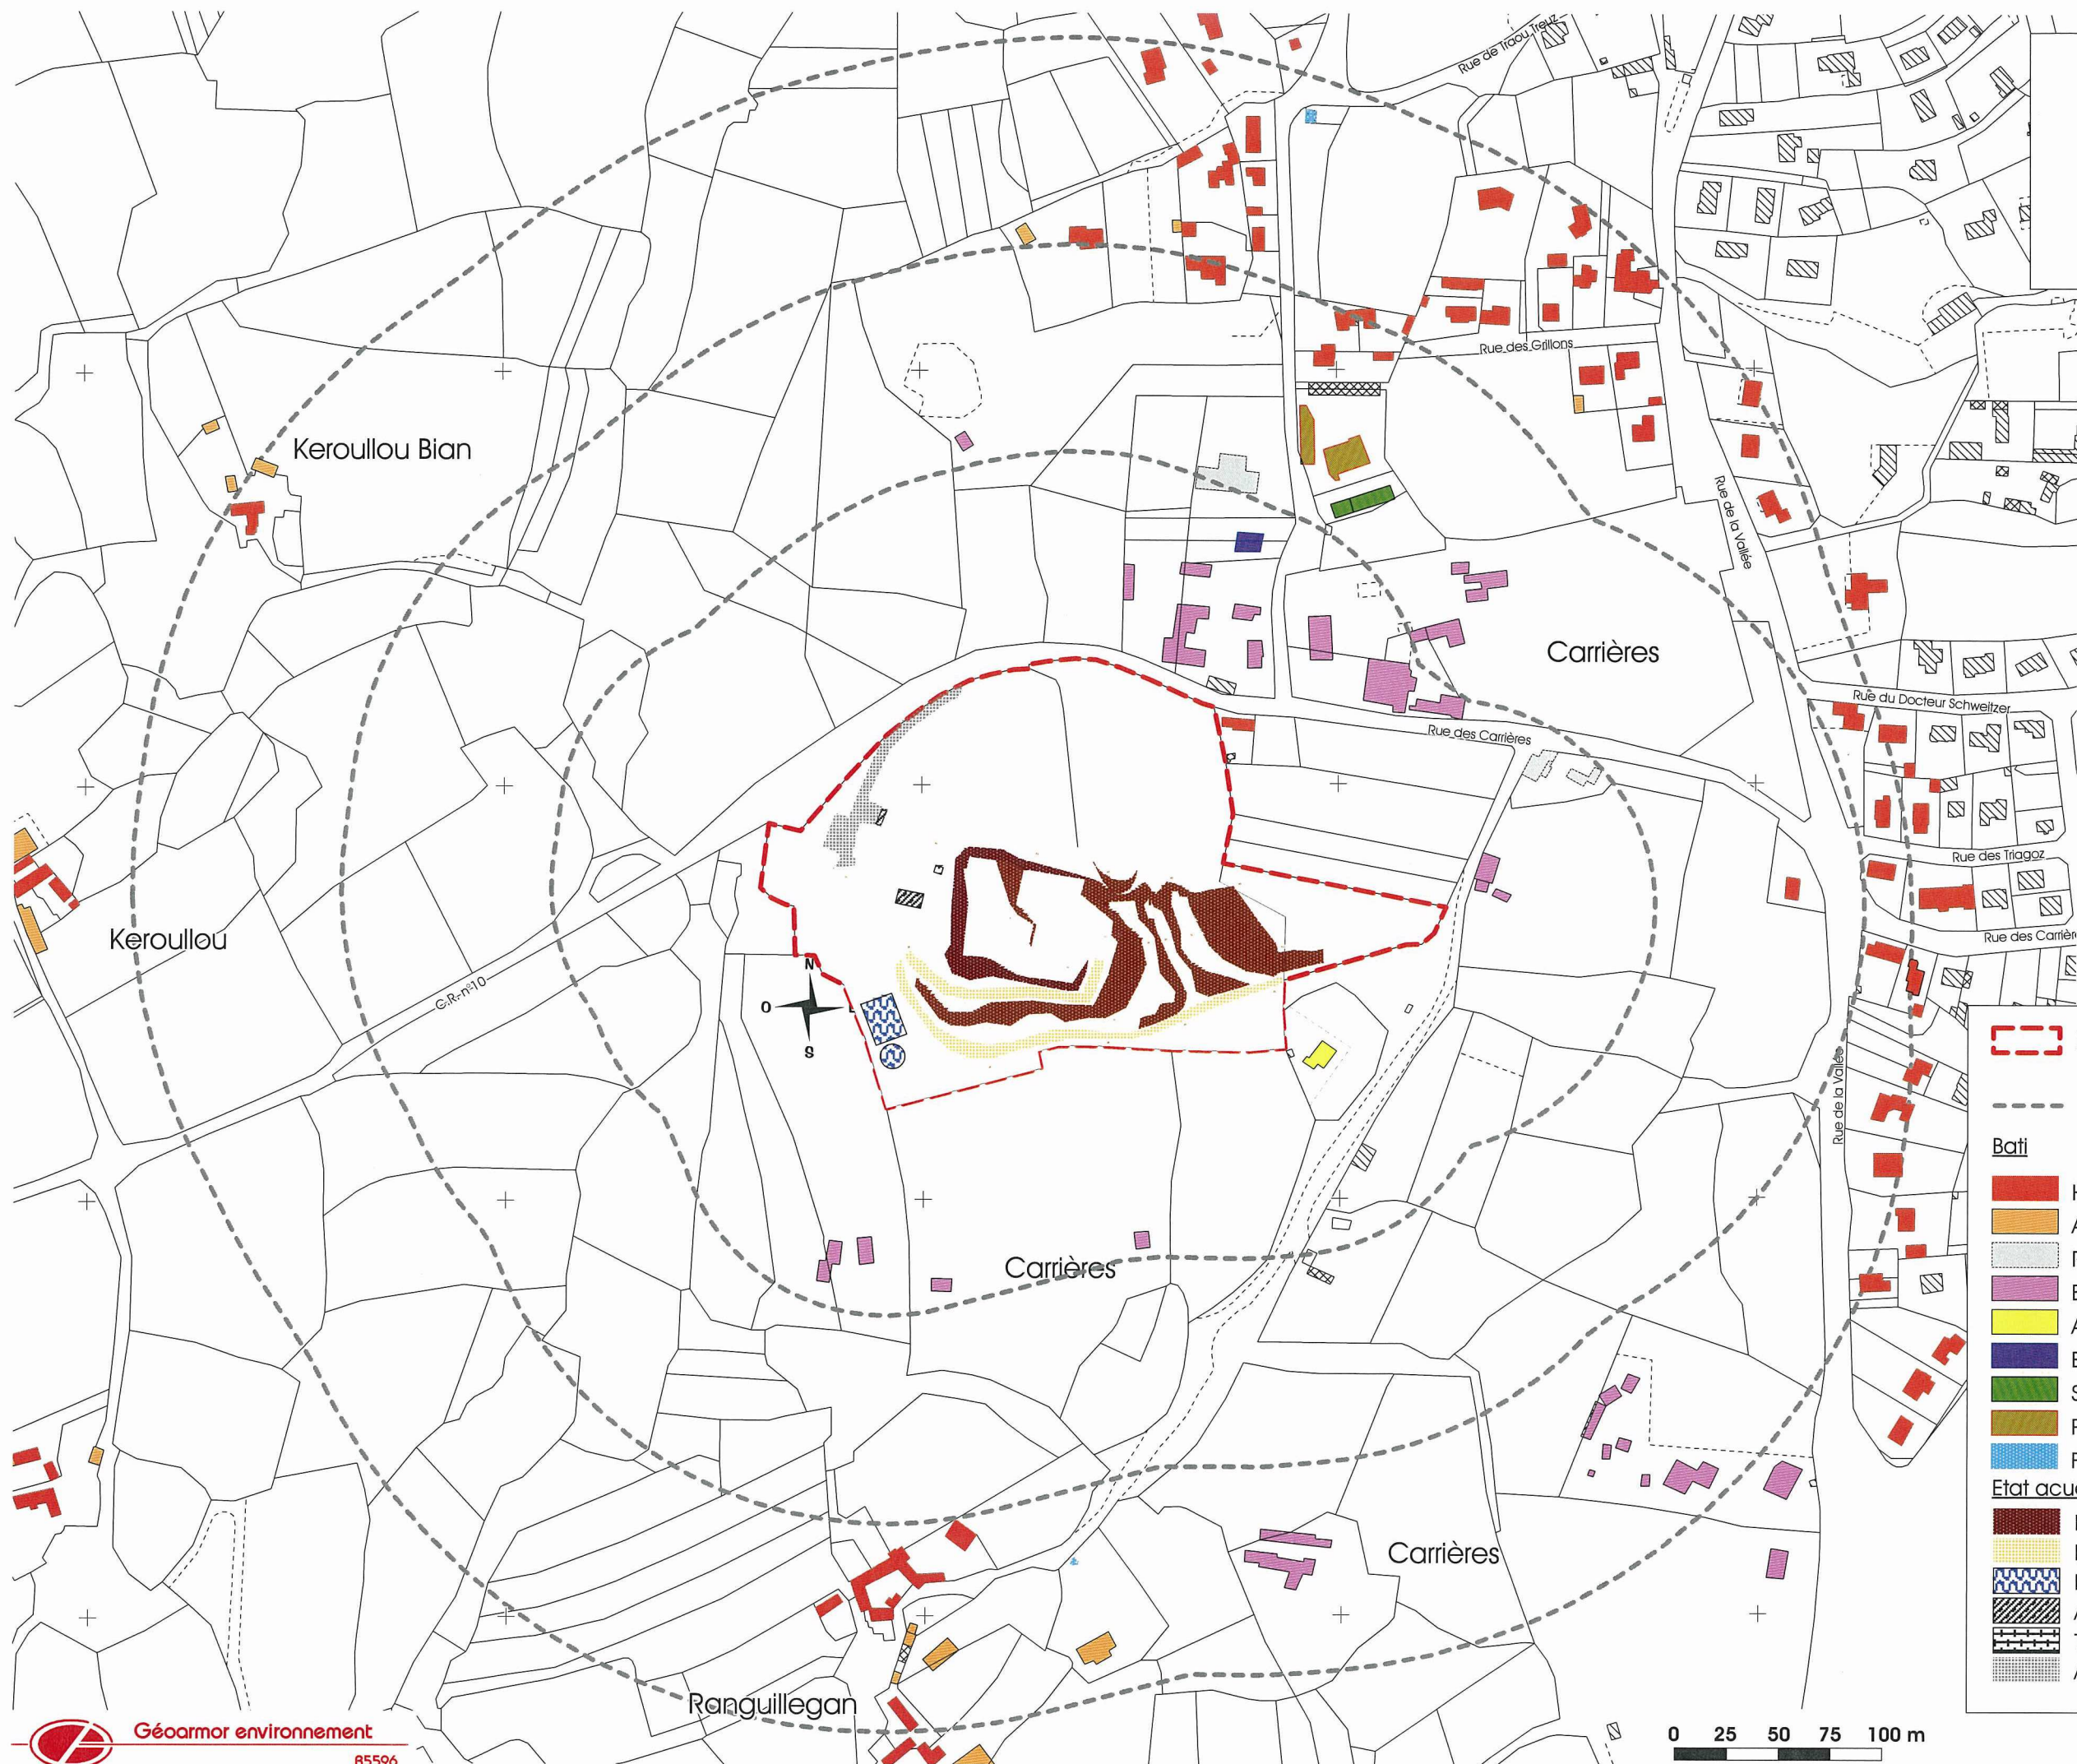 Rue de Traou Treuz
Rue des Grillons
Keroullou Bian
Rue de la Vallée
Carrières
Rue du Docteur Schweitzer
Rue des Carrières
Rue des Triagoz
Keroullou
Rue des Carrièr
G.R. n°10
N
O
S
Rue de la Vallée
Bati
Carrières
Etat acu
Carrières
Ranguillegan
Géoarmor environnement
85596
0 25 50 75 100 m